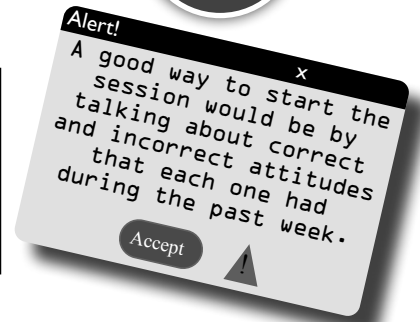 Alert!
x
A good way to start the
session would be by
talking about correct
and incorrect attitudes
that each one had
during the past week.
Accept
!